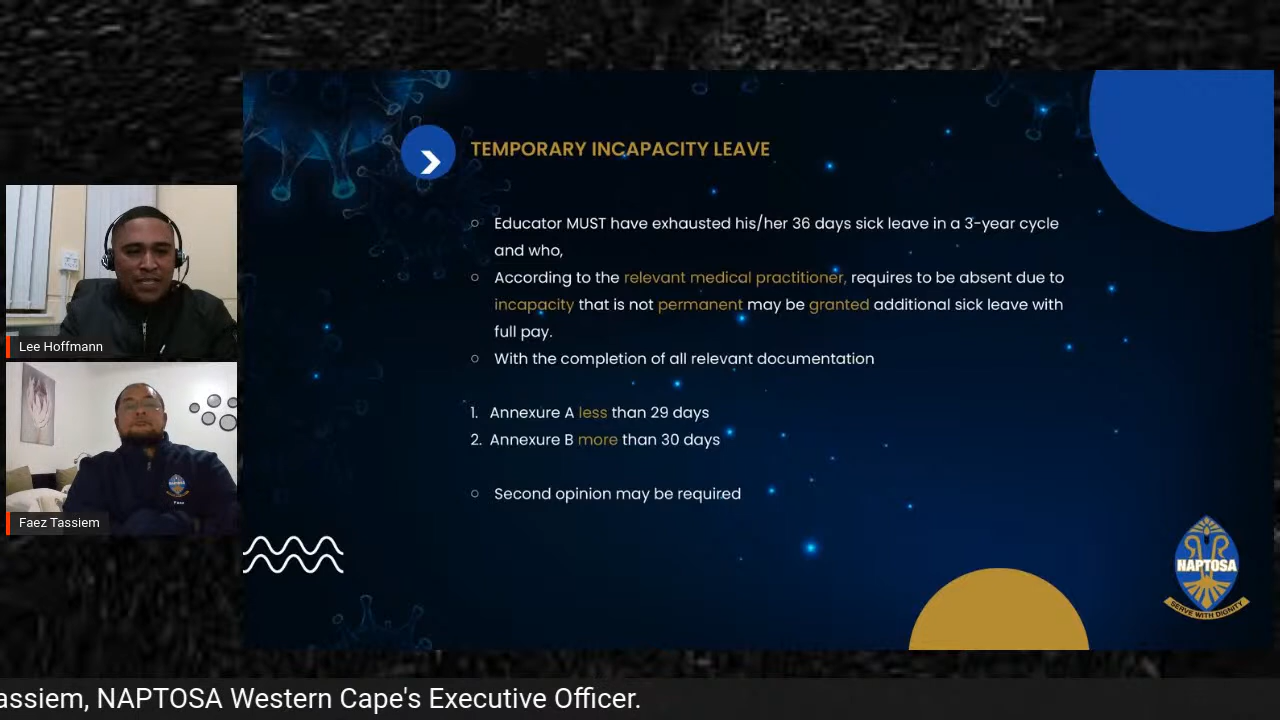 TEMPORARY INCAPACITY LEAVE
Educator MUST have exhausted his/her 36 days sick leave in a 3-year cycle
and who,
According to the relevant medical practitioner, requires to be absent due to
incapacity that is not permanent may be granted additional sick leave with
full pay.
With the completion of all relevant documentation
1. Annexure A less than 29 days
2. Annexure B more than 30 days
Second opinion may be required
Lee Hoffmann
NAPTOSA
Faez Tassiem
NAPTOSA
SERVE WITH DIGNITY
assiem, NAPTOSA Western Cape's Executive Officer.